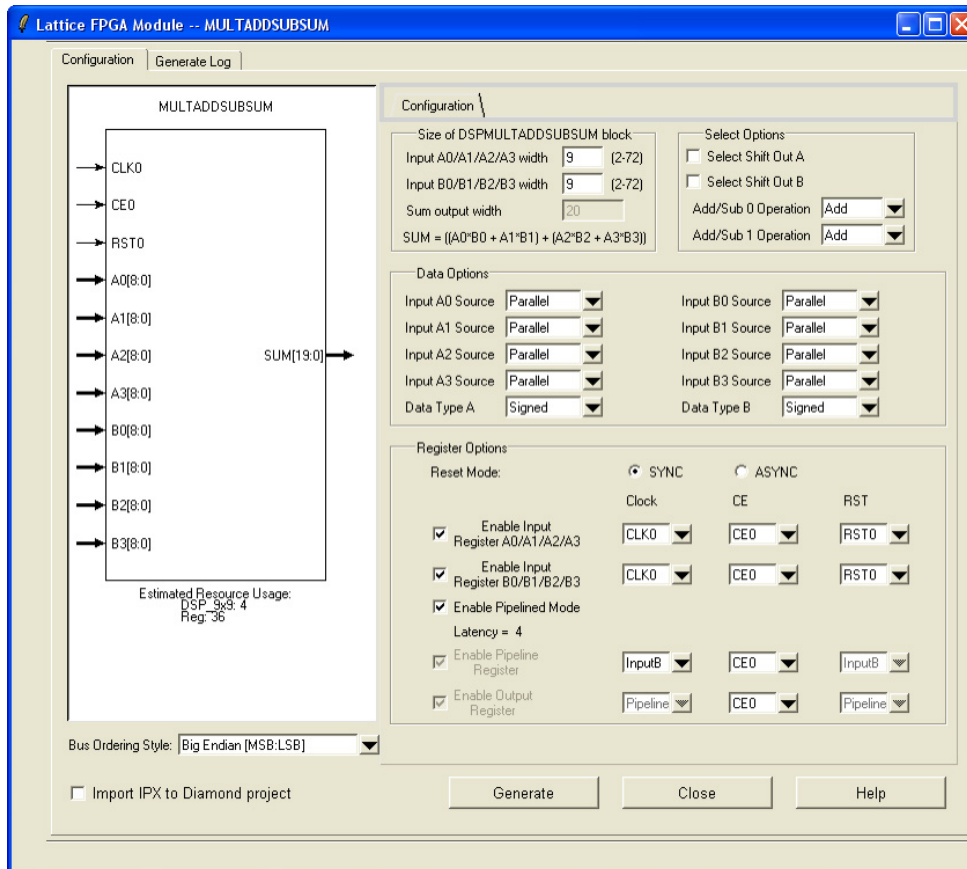 Lattice FPGA Module -- MULTADDSUBSUM
Configuration
Generate Log
MULTADDSUBSUM
CLK0
CE0
RST0
A0[8:0]
A1[8:0]
A2[8:0]
SUM[19:0]
A3[8:0]
B0[8:0]
B1[8:0]
B2[8:0]
B3[8:0]
Estimated Resource Usage:
DSP_9x9: 4
Reg: 36
Bus Ordering Style: Big Endian [MSB:LSB]
Configuration
Size of DSPMULTADDSUBSUM block
Input A0/A1/A2/A3 width 9 (2-72)
Input B0/B1/B2/B3 width 9 (2-72)
Sum output width 20
SUM = ((A0*B0 + A1*B1) + (A2*B2 + A3*B3))
Select Options
Select Shift Out A
Select Shift Out B
Add/Sub 0 Operation Add
Add/Sub 1 Operation Add
Data Options
Input A0 Source Parallel Input B0 Source Parallel
Input A1 Source Parallel Input B1 Source Parallel
Input A2 Source Parallel Input B2 Source Parallel
Input A3 Source Parallel Input B3 Source Parallel
Data Type A Signed Data Type B Signed
Register Options
Reset Mode: SYNC ASYNC
Clock CE RST
Enable Input
Register A0/A1/A2/A3 CLK0 CE0 RST0
Enable Input
Register B0/B1/B2/B3 CLK0 CE0 RST0
Enable Pipelined Mode
Latency = 4
Enable Pipeline
Register InputB CE0 InputB
Enable Output
Register Pipeline CE0 Pipeline
Import IPX to Diamond project
Generate
Close
Help